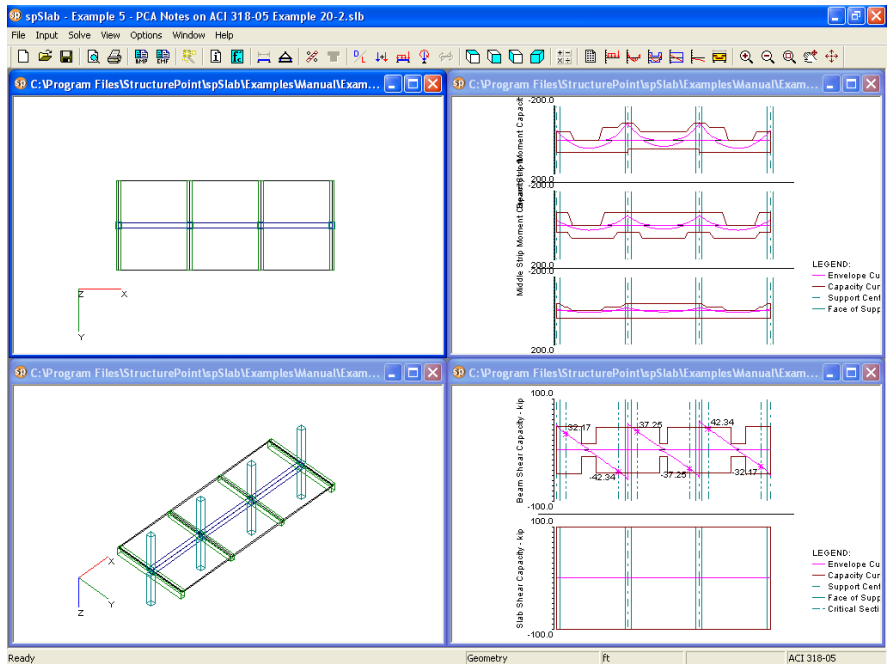 spSlab - Example 5 - PCA Notes on ACI 318-05 Example 20-2.slb
File Input Solve View Options Window Help
C:\Program Files\StructurePoint\spSlab\Examples\Manual\Exam...
Z X
Y
C:\Program Files\StructurePoint\spSlab\Examples\Manual\Exam...
-200.0
200.0
-200.0
Middle Strip Moment Capacity
200.0
-200.0
200.0
LEGEND:
Envelope Cu
Capacity Cur
Support Cent
Face of Supp
C:\Program Files\StructurePoint\spSlab\Examples\Manual\Exam...
X
Y
Z
C:\Program Files\StructurePoint\spSlab\Examples\Manual\Exam...
100.0
Beam Shear Capacity - kip
32.17 37.25 42.34
-42.34 -37.25 -32.17
-100.0
100.0
Slab Shear Capacity - kip
-100.0
LEGEND:
Envelope Cu
Capacity Cur
Support Cent
Face of Supp
Critical Secti
Ready Geometry ft ACI 318-05